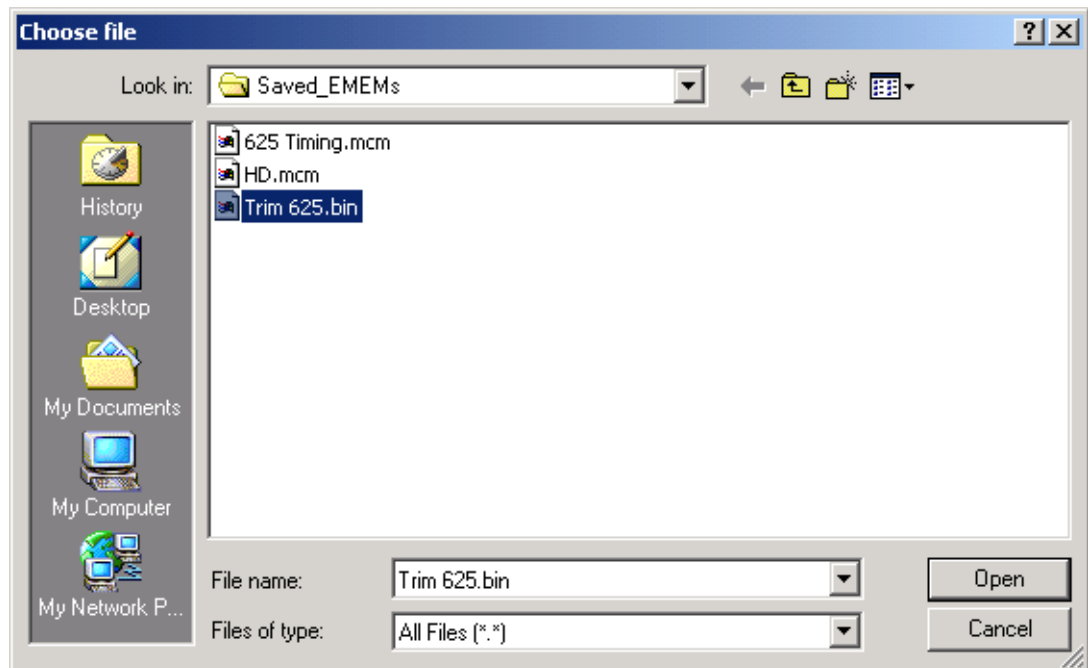 Choose file
Look in: Saved_EMEMs
625 Timing.mcm
HD.mcm
Trim 625.bin
History
Desktop
My Documents
My Computer
My Network P...
File name: Trim 625.bin Open
Files of type: All Files (*.*) Cancel